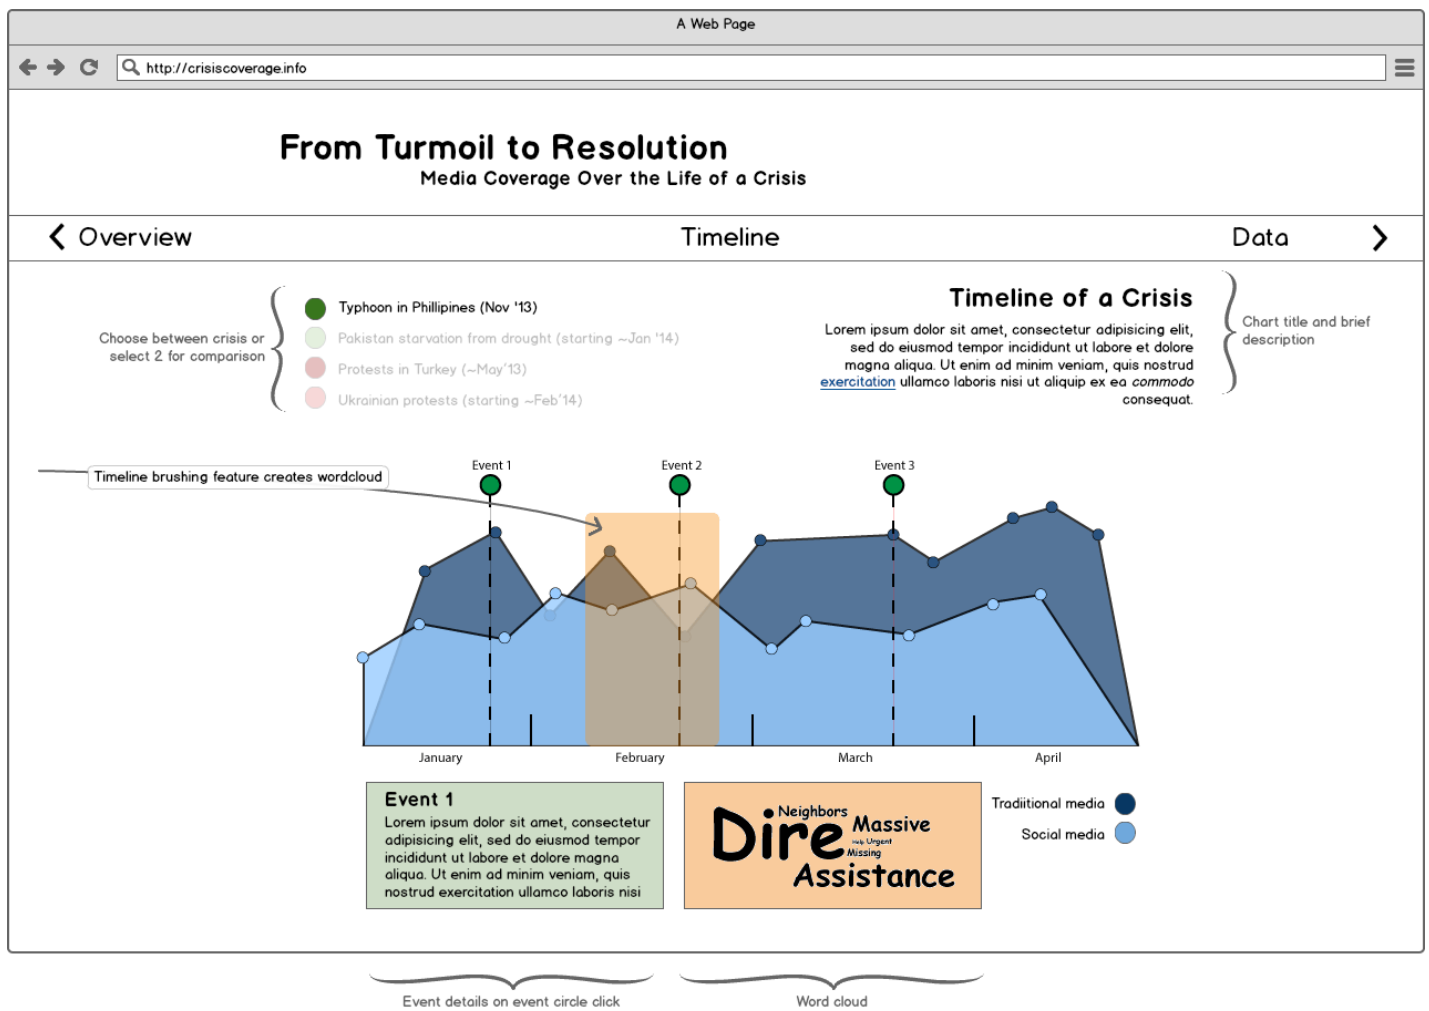 A Web Page
http://crisiscoverage.info
From Turmoil to Resolution
Media Coverage Over the Life of a Crisis
Overview
Timeline
Data
Choose between crisis or
select 2 for comparison
Typhoon in Phillipines (Nov '13)
Pakistan starvation from drought (starting ~Jan '14)
Protests in Turkey (~May'13)
Ukrainian protests (starting ~Feb'14)
Timeline of a Crisis
Lorem ipsum dolor sit amet, consectetur adipisicing elit,
sed do eiusmod tempor incididunt ut labore et dolore
magna aliqua. Ut enim ad minim veniam, quis nostrud
exercitation ullamco laboris nisi ut aliquip ex ea commodo
consequat.
Chart title and brief
description
Timeline brushing feature creates wordcloud
Event 1
Event 2
Event 3
January
February
March
April
Event 1
Lorem ipsum dolor sit amet, consectetur
adipisicing elit, sed do eiusmod tempor
incididunt ut labore et dolore magna
aliqua. Ut enim ad minim veniam, quis
nostrud exercitation ullamco laboris nisi
Neighbors
Dire
Massive
Help Urgent
Missing
Assistance
Tradiitional media
Social media
Event details on event circle click
Word cloud